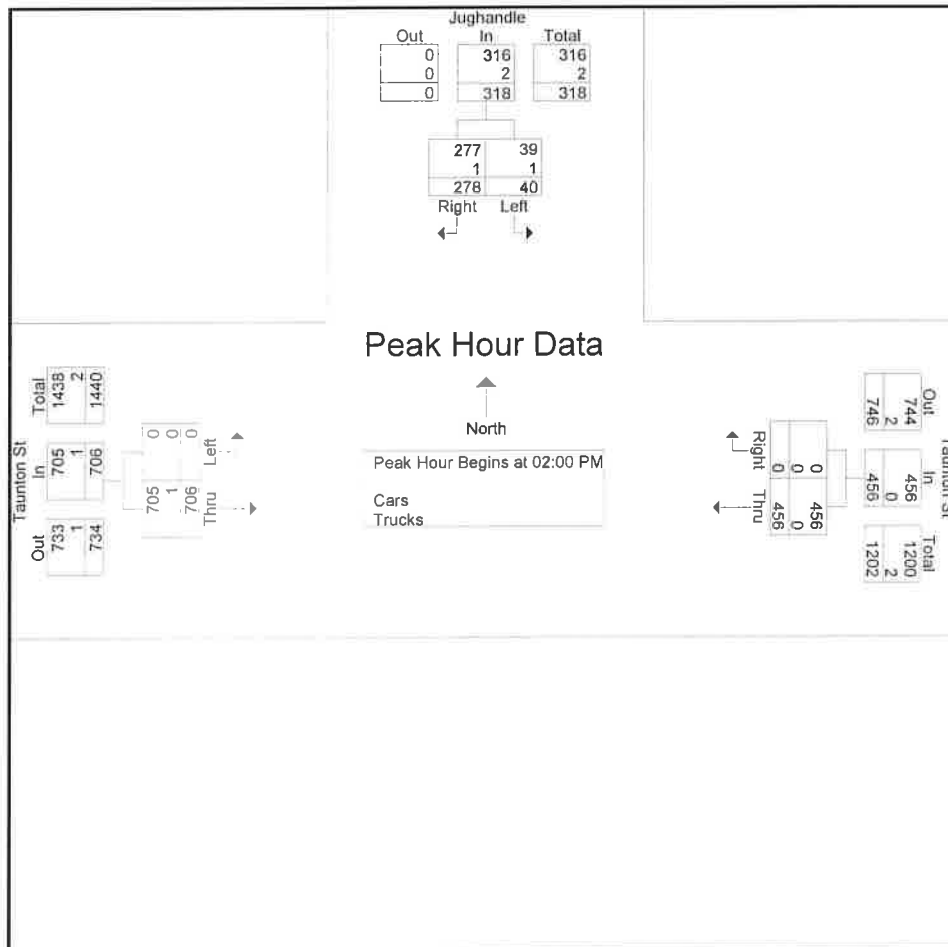 Jughandle
Out In Total
0 316 316
0 2 2
0 318 318
277 39
1 1
278 40
Right Left
Peak Hour Data
North
Peak Hour Begins at 02:00 PM
Cars
Trucks
Taunton St
Out In Total
733 705 1438
1 1 2
734 706 1440
Left Thru
0 705
0 1
0 706
Taunton St
Out In Total
744 456 1200
2 0 2
746 456 1202
Right Thru
0 456
0 0
0 456